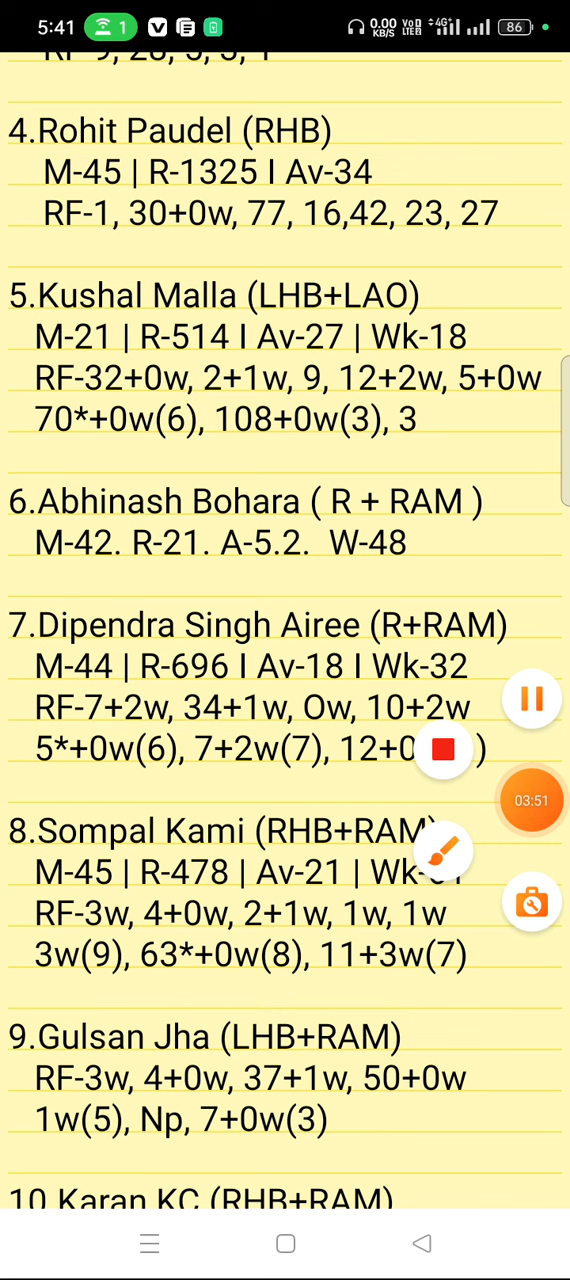 5:41 1 0.00 KB/S VoD LTE 2 4G 86
4.Rohit Paudel (RHB)
M-45 | R-1325 I Av-34
RF-1, 30+0w, 77, 16,42, 23, 27
5.Kushal Malla (LHB+LAO)
M-21 | R-514 I Av-27 | Wk-18
RF-32+0w, 2+1w, 9, 12+2w, 5+0w
70*+0w(6), 108+0w(3), 3
6.Abhinash Bohara ( R + RAM )
M-42. R-21. A-5.2.  W-48
7.Dipendra Singh Airee (R+RAM)
M-44 | R-696 I Av-18 I Wk-32
RF-7+2w, 34+1w, Ow, 10+2w
5*+0w(6), 7+2w(7), 12+0 )
03:51
8.Sompal Kami (RHB+RAM)
M-45 | R-478 | Av-21 | Wk-
RF-3w, 4+0w, 2+1w, 1w, 1w
3w(9), 63*+0w(8), 11+3w(7)
9.Gulsan Jha (LHB+RAM)
RF-3w, 4+0w, 37+1w, 50+0w
1w(5), Np, 7+0w(3)
10.Karan KC (RHB+RAM)